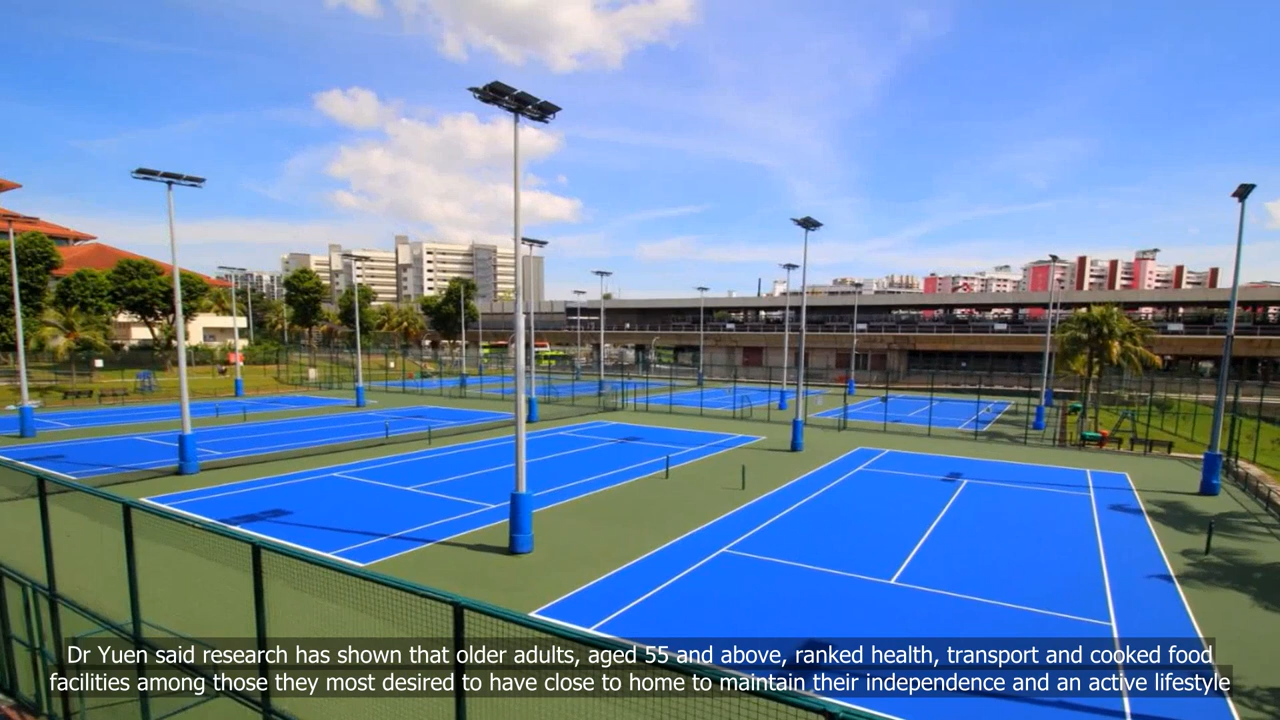 Dr Yuen said research has shown that older adults, aged 55 and above, ranked health, transport and cooked food
facilities among those they most desired to have close to home to maintain their independence and an active lifestyle